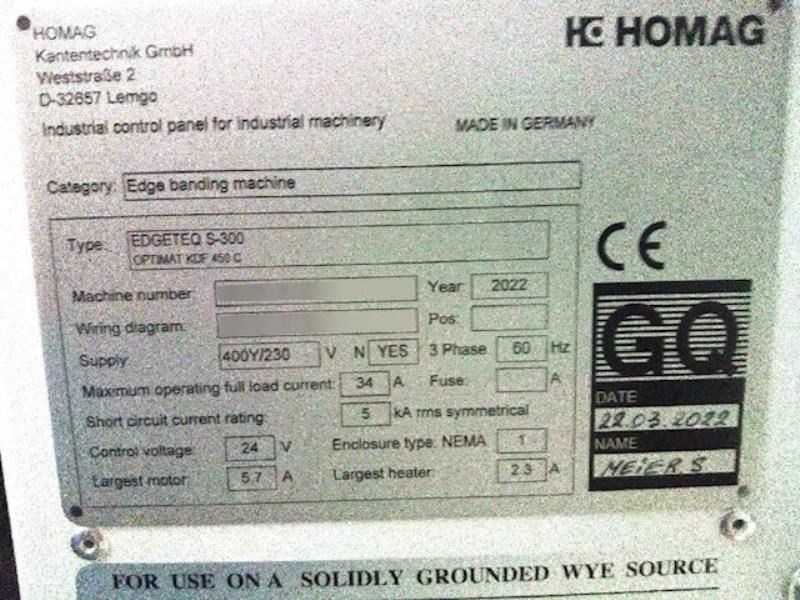 HOMAG
Kantentechnik GmbH
Weststraße 2
D-32657 Lemgo
HOMAG
Industrial control panel for industrial machinery MADE IN GERMANY
Category: Edge banding machine
Type: EDGETEQ S-300
OPTIMAT KDF 450 C
CE
Machine number: Year: 2022
Wiring diagram: Pos:
Supply: 400Y/230 V N YES 3 Phase 60 Hz
Maximum operating full load current: 34 A Fuse: A
Short circuit current rating: 5 kA rms symmetrical
Control voltage: 24 V Enclosure type: NEMA 1
Largest motor: 5.7 A Largest heater: 2.3 A
GQ
DATE
22.03.2022
NAME
MEIER S
FOR USE ON A SOLIDLY GROUNDED WYE SOURCE